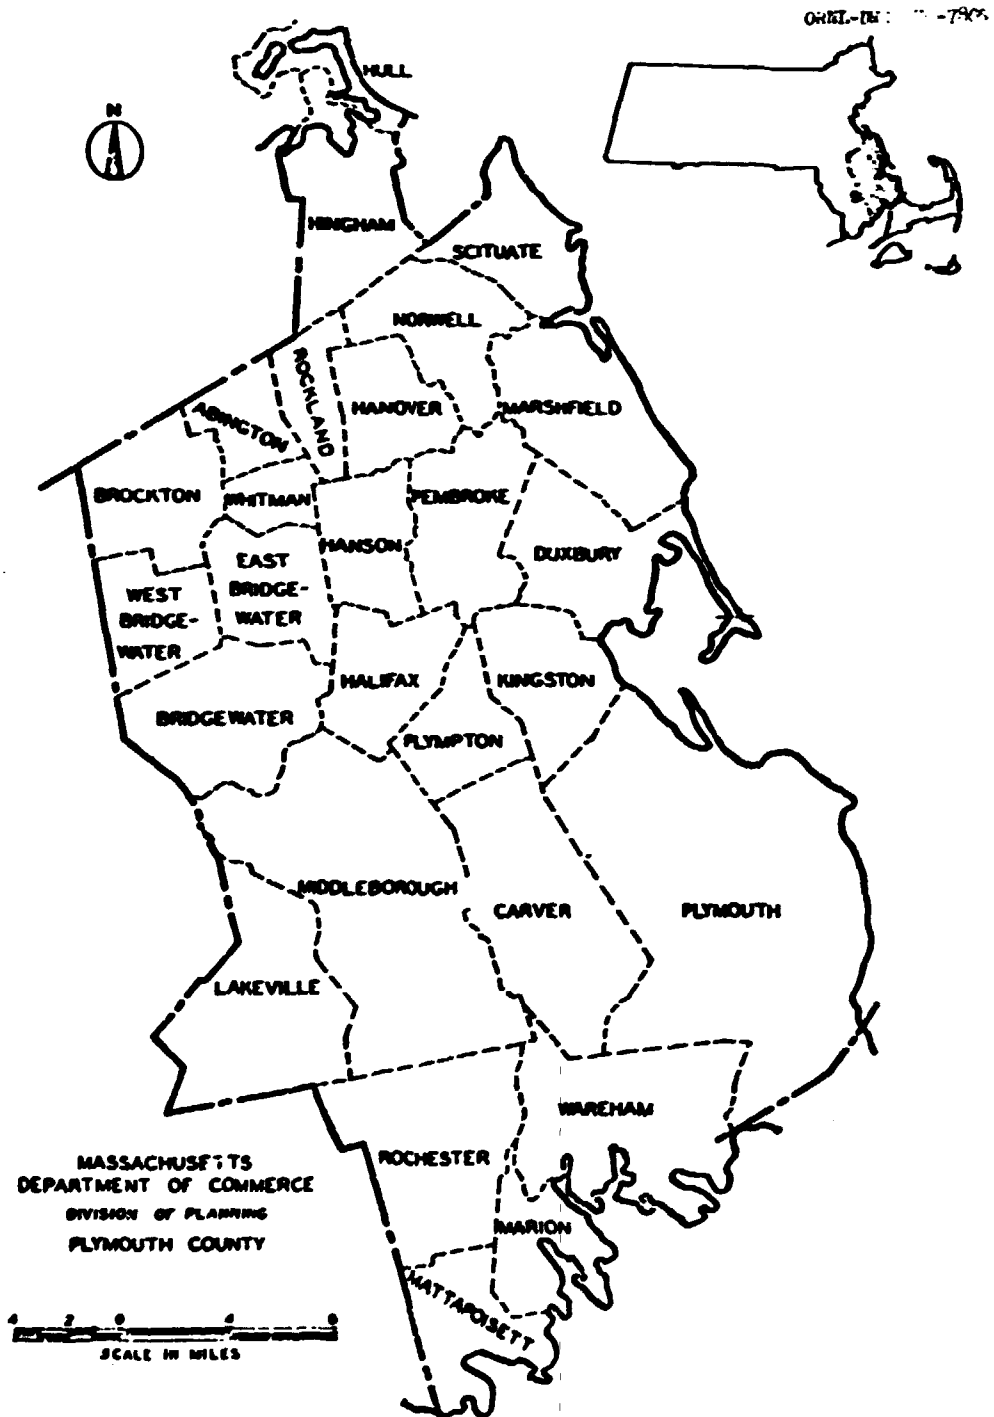 HULL
N
HINGHAM
SCITUATE
NORWELL
ROCKLAND
HANOVER
MARSHFIELD
ABINGTON
BROCKTON
WHITMAN
PEMBROKE
HANSON
DUXBURY
EAST
BRIDGE-
WATER
WEST
BRIDGE-
WATER
HALIFAX
KINGSTON
BRIDGEWATER
PLYMPTON
MIDDLEBOROUGH
CARVER
PLYMOUTH
LAKEVILLE
WAREHAM
ROCHESTER
MARION
MATTAPOISETT
MASSACHUSETTS
DEPARTMENT OF COMMERCE
DIVISION OF PLANNING
PLYMOUTH COUNTY
4 2 0 4 8
SCALE IN MILES